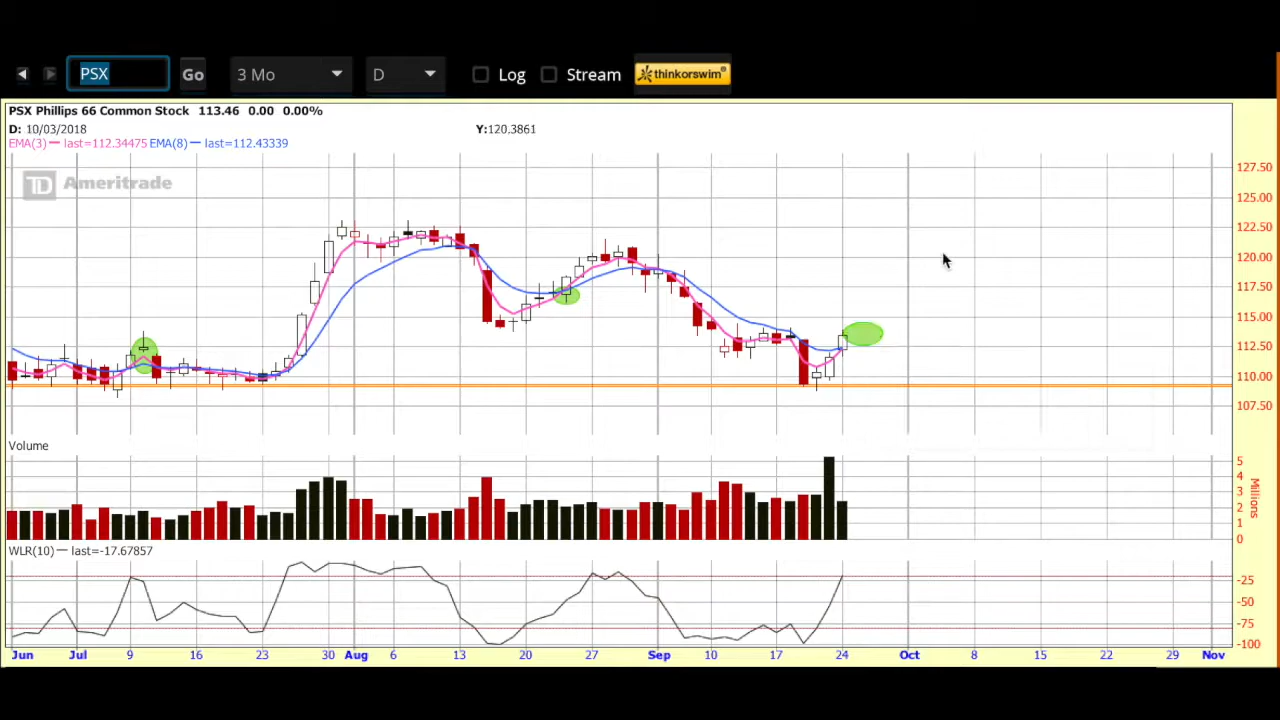 PSX Go 3 Mo D Log Stream thinkorswim®
PSX Phillips 66 Common Stock 113.46 0.00 0.00%
D: 10/03/2018 Y:120.3861
EMA(3) — last=112.34475 EMA(8) — last=112.43339
TD Ameritrade
127.50
125.00
122.50
120.00
117.50
115.00
112.50
110.00
107.50
Volume
5
4
3
2
1
0
Millions
WLR(10) — last=-17.67857
-25
-50
-75
-100
Jun Jul 9 16 23 30 Aug 6 13 20 27 Sep 10 17 24 Oct 8 15 22 29 Nov